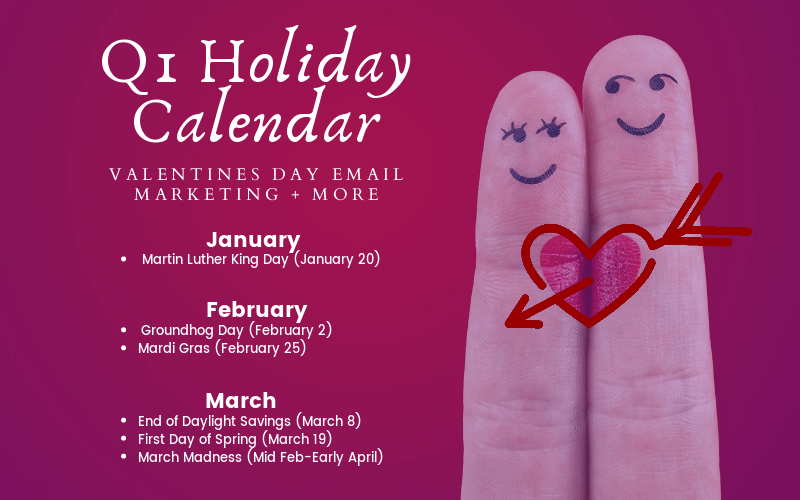 Q1 Holiday
Calendar
VALENTINES DAY EMAIL
MARKETING + MORE
January
• Martin Luther King Day (January 20)
February
• Groundhog Day (February 2)
• Mardi Gras (February 25)
March
• End of Daylight Savings (March 8)
• First Day of Spring (March 19)
• March Madness (Mid Feb-Early April)